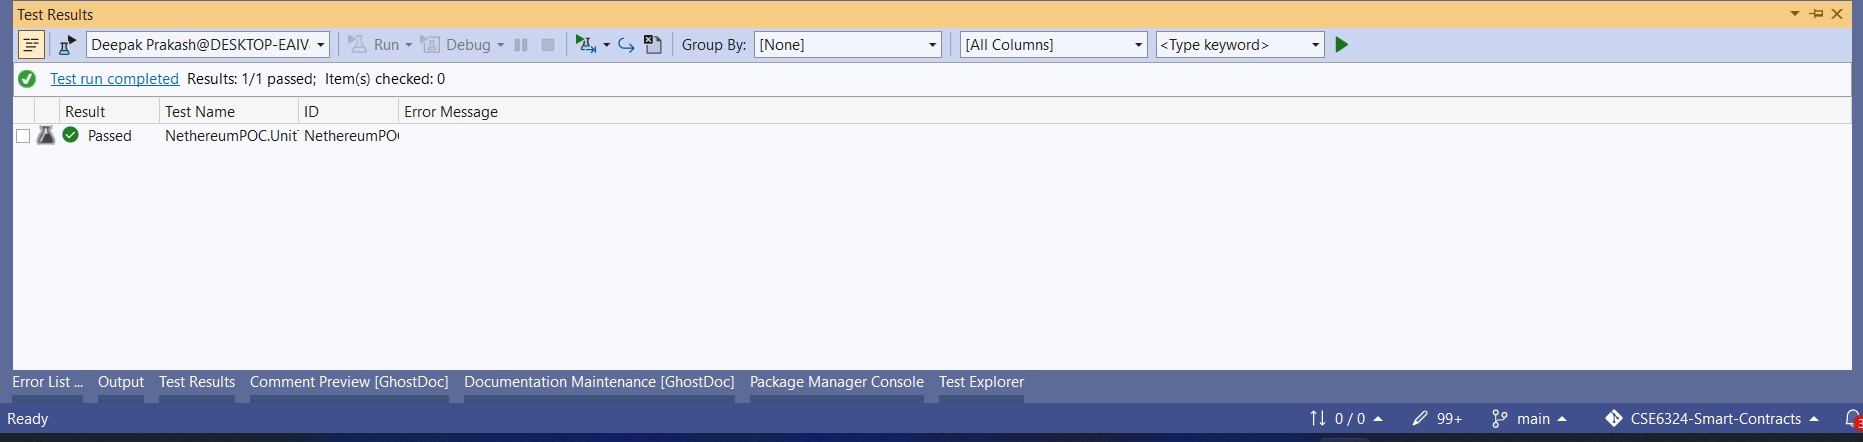 Test Results
Deepak Prakash@DESKTOP-EAIV Run Debug Group By: [None] [All Columns] <Type keyword>
Test run completed Results: 1/1 passed; Item(s) checked: 0
Result Test Name ID Error Message
Passed NethereumPOC.Unit NethereumPO
Error List ... Output Test Results Comment Preview [GhostDoc] Documentation Maintenance [GhostDoc] Package Manager Console Test Explorer
Ready 0 / 0 99+ main CSE6324-Smart-Contracts 3